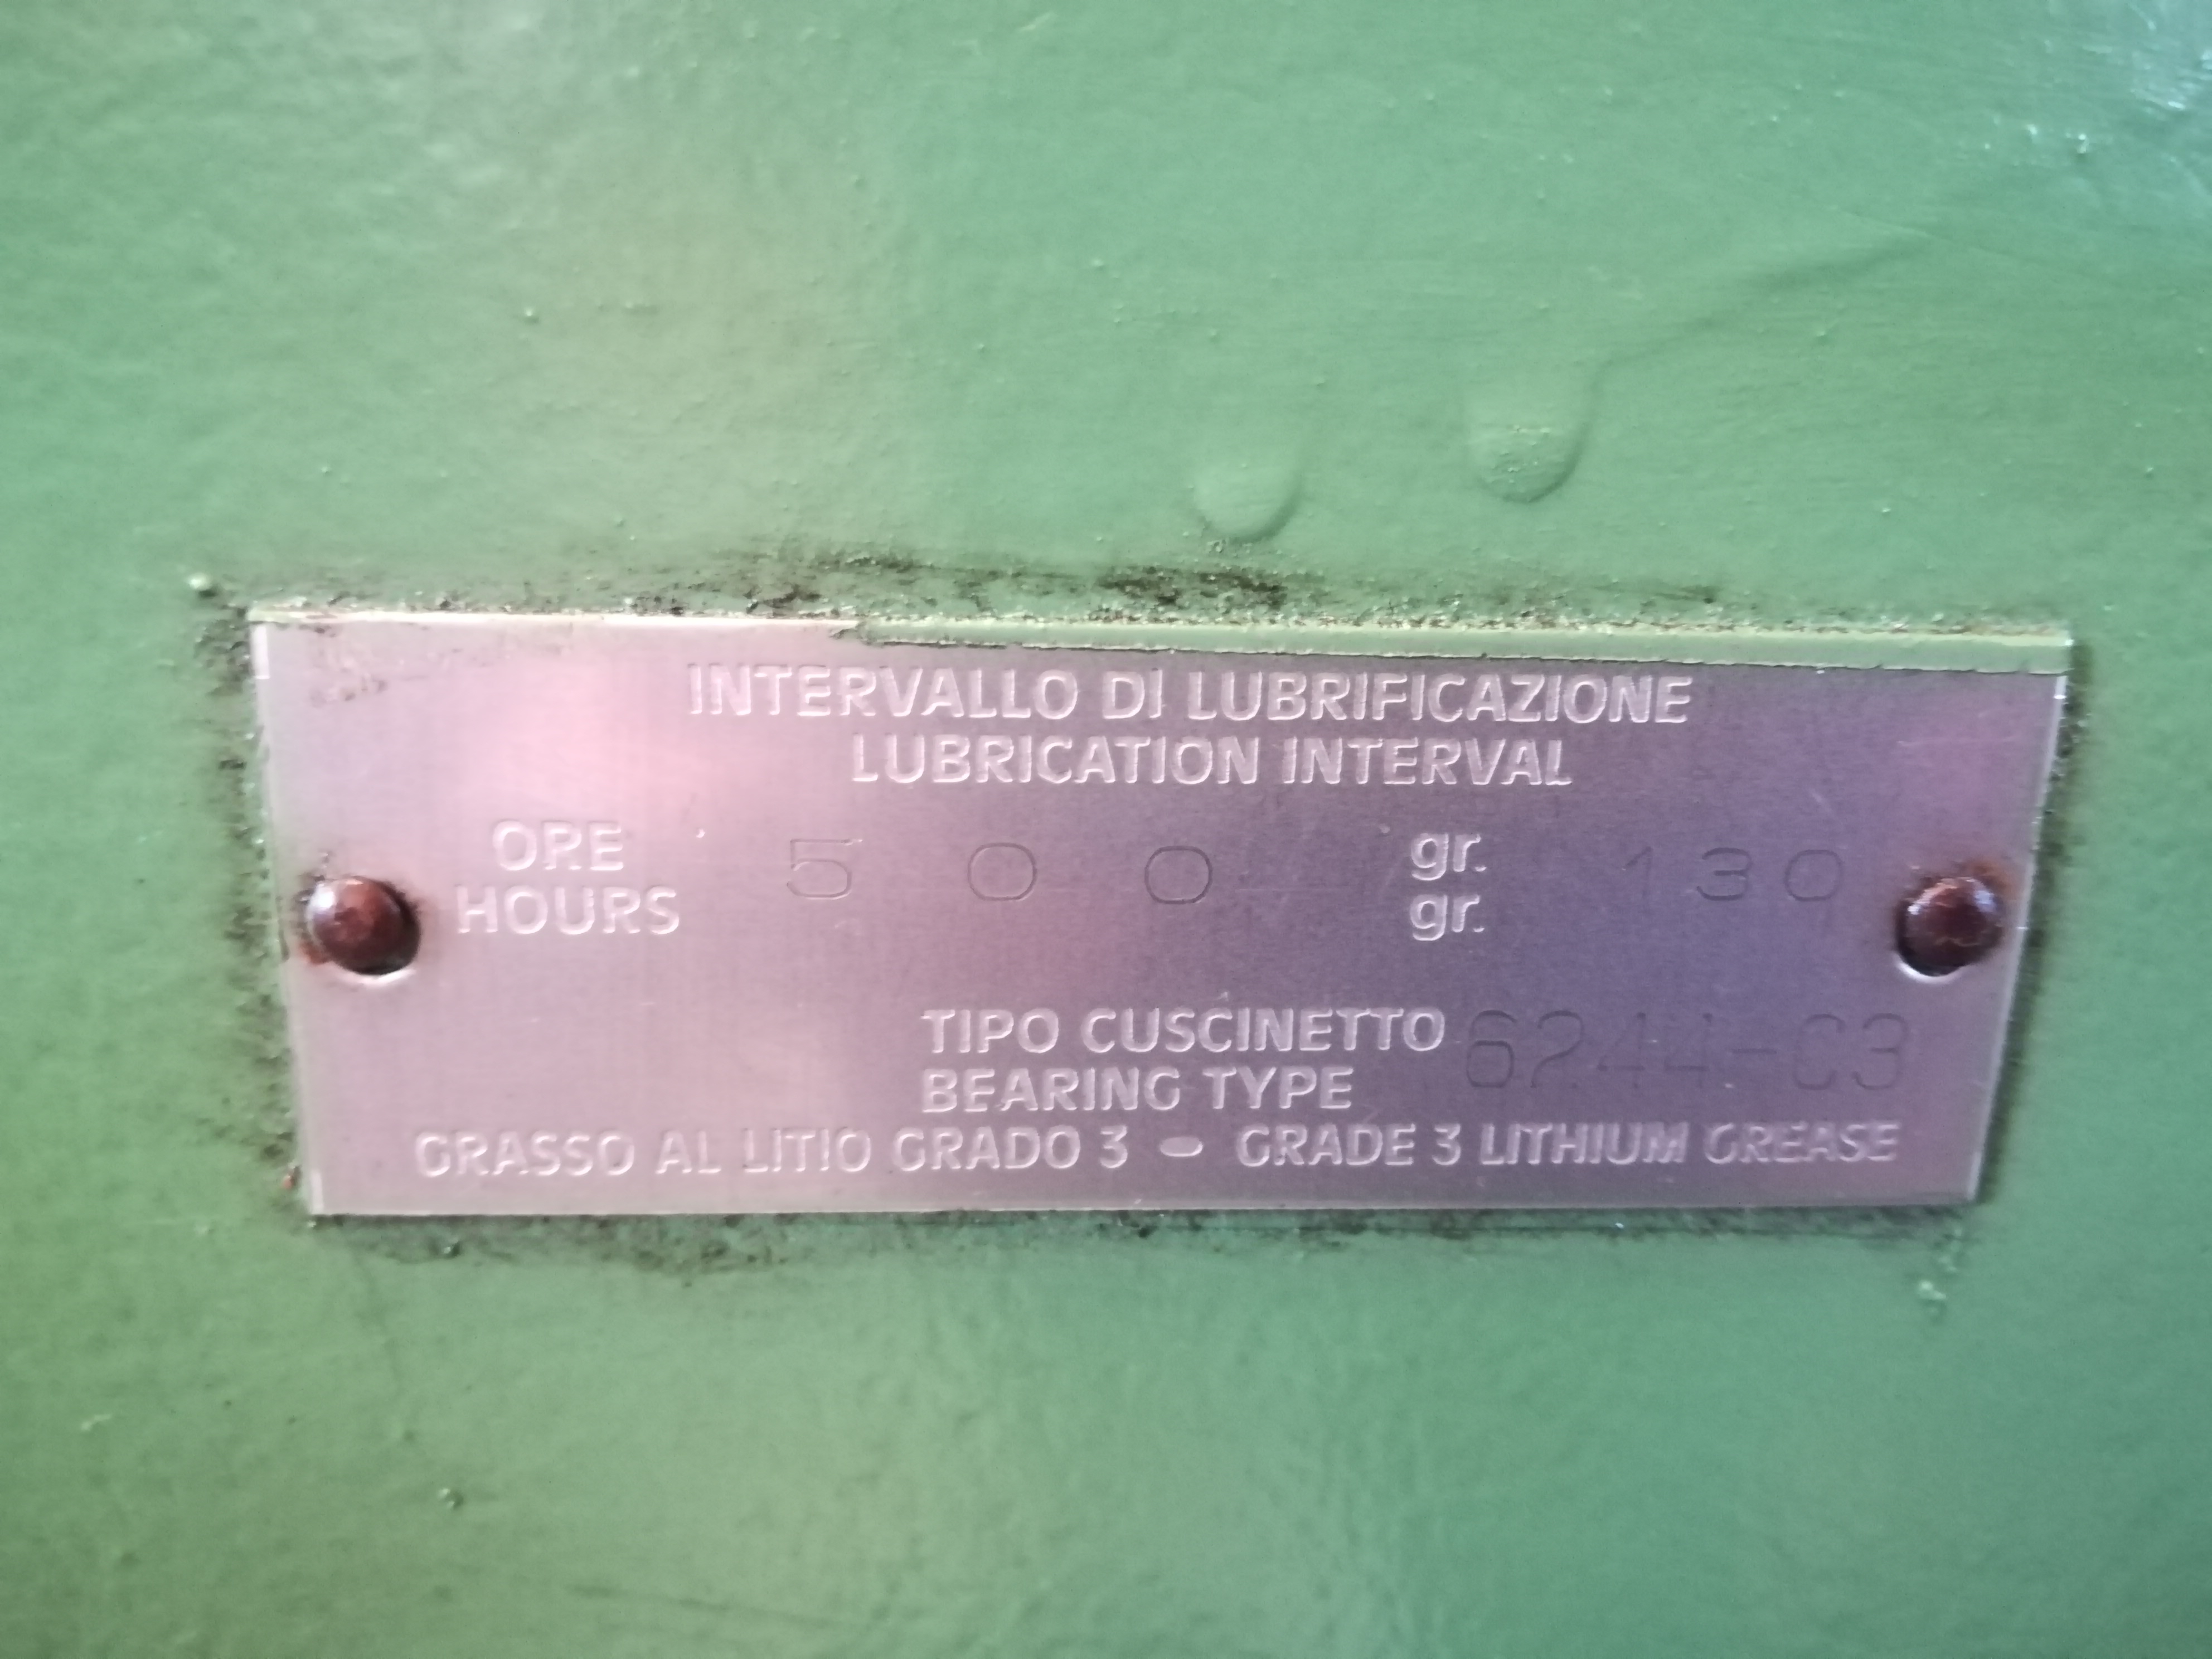 INTERVALLO DI LUBRIFICAZIONE
LUBRICATION INTERVAL
ORE 500 gr. 130
HOURS gr.
TIPO CUSCINETTO 6244-C3
BEARING TYPE
GRASSO AL LITIO GRADO 3 - GRADE 3 LITHIUM GREASE